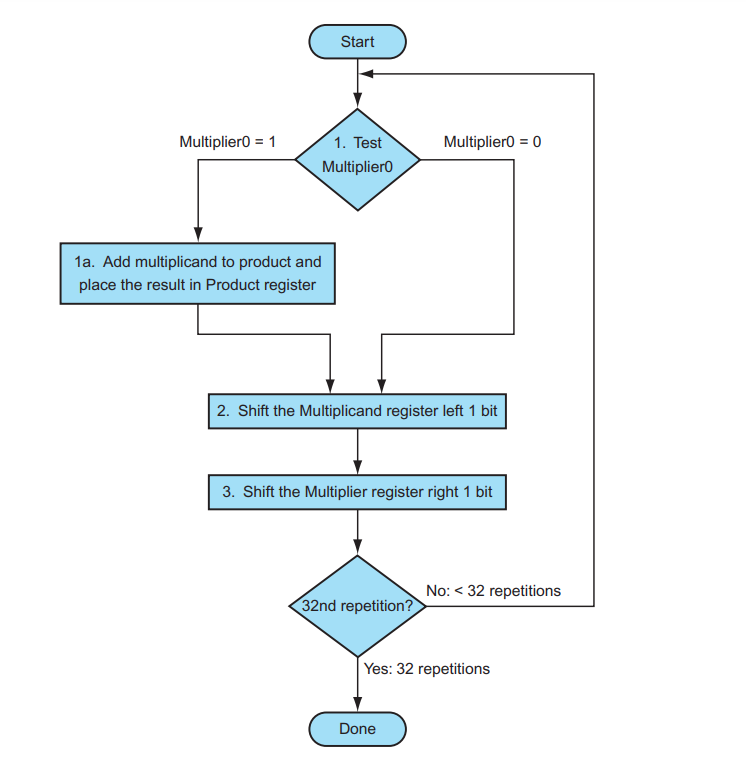 Start
Multiplier0 = 1
1. Test
Multiplier0
Multiplier0 = 0
1a. Add multiplicand to product and
place the result in Product register
2. Shift the Multiplicand register left 1 bit
3. Shift the Multiplier register right 1 bit
32nd repetition?
No: < 32 repetitions
Yes: 32 repetitions
Done